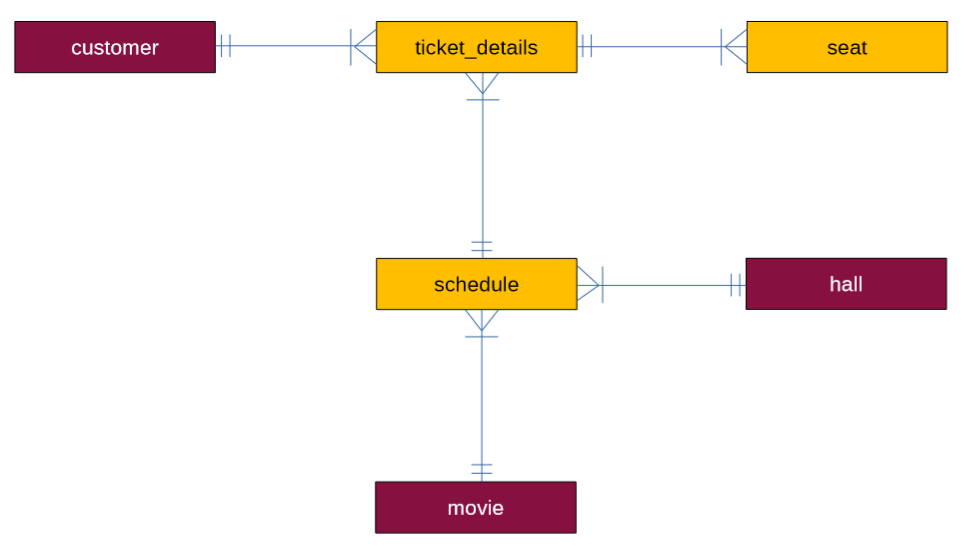 customer
ticket_details
seat
schedule
hall
movie